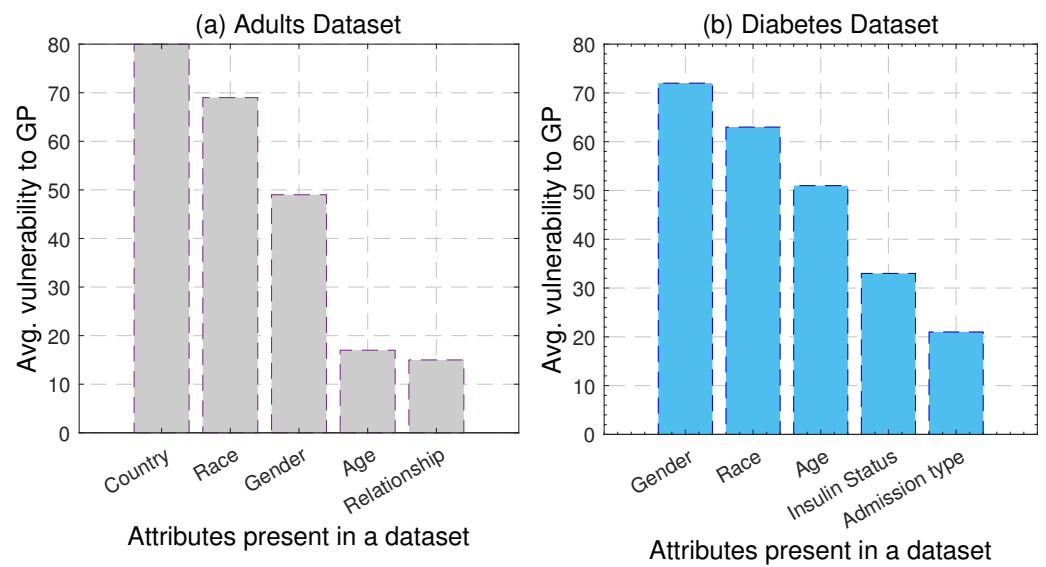 (a) Adults Dataset
Avg. vulnerability to GP
80
70
60
50
40
30
20
10
0
Country
Race
Gender
Age
Relationship
Attributes present in a dataset
(b) Diabetes Dataset
Avg. vulnerability to GP
80
70
60
50
40
30
20
10
0
Gender
Race
Age
Insulin Status
Admission type
Attributes present in a dataset